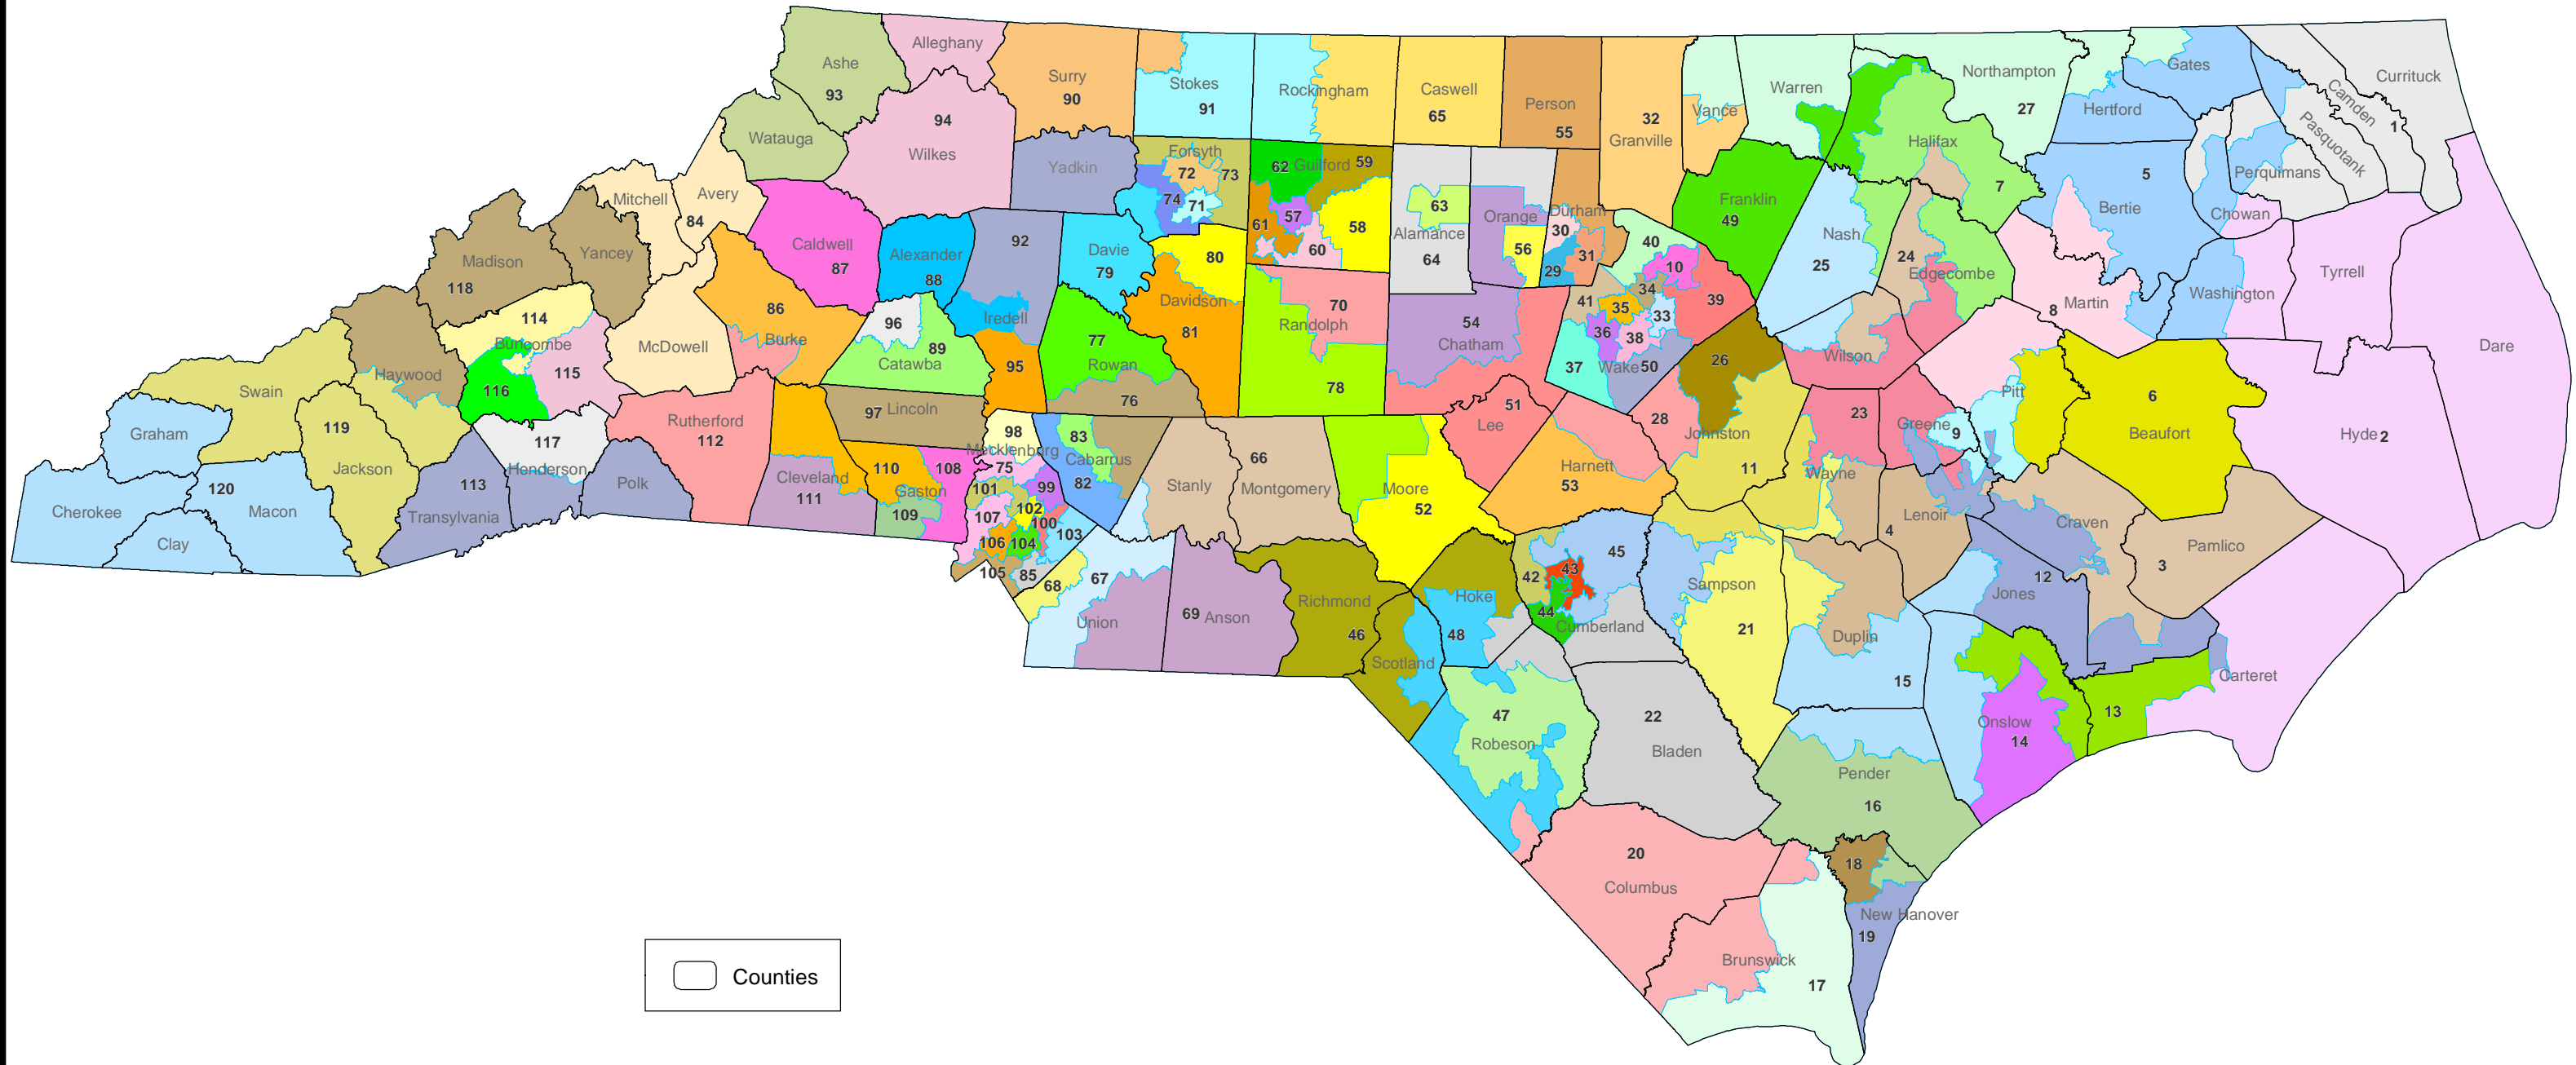 Alleghany
Ashe
93
Surry
90
Stokes
91
Rockingham
Caswell
65
Person
55
32
Granville
Vance
Warren
Northampton
27
Gates
Hertford
Currituck
Camden
1
Pasquotank
Perquimans
Chowan
Halifax
7
5
Bertie
Watauga
94
Wilkes
Yadkin
Forsyth
72
73
74
71
62
Guilford
59
57
58
61
60
63
Alamance
64
Orange
56
Durham
30
31
29
Franklin
49
Nash
25
24
Edgecombe
Martin
8
Washington
Tyrrell
Dare
Mitchell
Avery
84
Yancey
Madison
118
Caldwell
87
Alexander
88
92
Iredell
Davie
79
80
Davidson
81
70
Randolph
78
54
Chatham
40
10
41
34
35
33
39
36
38
37
Wake
50
26
Wilson
Pitt
6
Beaufort
Hyde
2
114
Buncombe
115
116
McDowell
86
Burke
96
89
Catawba
95
77
Rowan
76
Haywood
Swain
119
Jackson
Graham
Cherokee
Clay
120
Macon
113
Transylvania
117
Henderson
Polk
Rutherford
112
97
Lincoln
Cleveland
111
110
108
Gaston
109
98
Mecklenburg
75
101
99
102
107
100
103
106
104
105
85
68
83
Cabarrus
82
Stanly
66
Montgomery
Moore
52
51
Lee
Harnett
53
28
Johnston
11
23
Wayne
Greene
9
4
Lenoir
Craven
Pamlico
3
12
Jones
67
Union
69
Anson
Richmond
46
Scotland
Hoke
48
42
43
44
45
Cumberland
Sampson
21
Duplin
15
Onslow
14
13
Carteret
47
Robeson
22
Bladen
Pender
16
20
Columbus
18
New Hanover
19
Brunswick
17
Counties